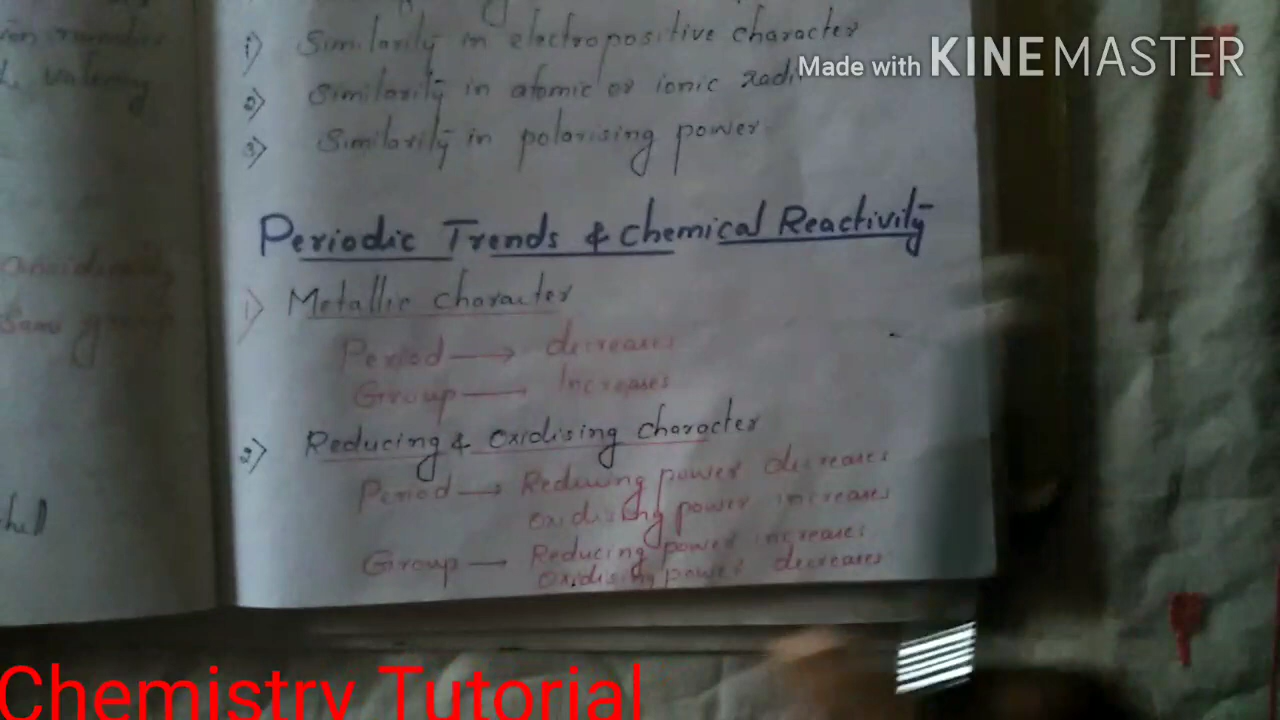 1) Similarity in electropositive character
2) Similarity in atomic or ionic radii
3) Similarity in polarising power
Periodic Trends & Chemical Reactivity
1) Metallic character
Period → decreases
Group — Increases
2) Reducing & Oxidising character
Period → Reducing power decreases
oxidising power increases
Group → Reducing power increases
Oxidising power decreases
same group
Made with KINEMASTER
Chemistry Tutorial